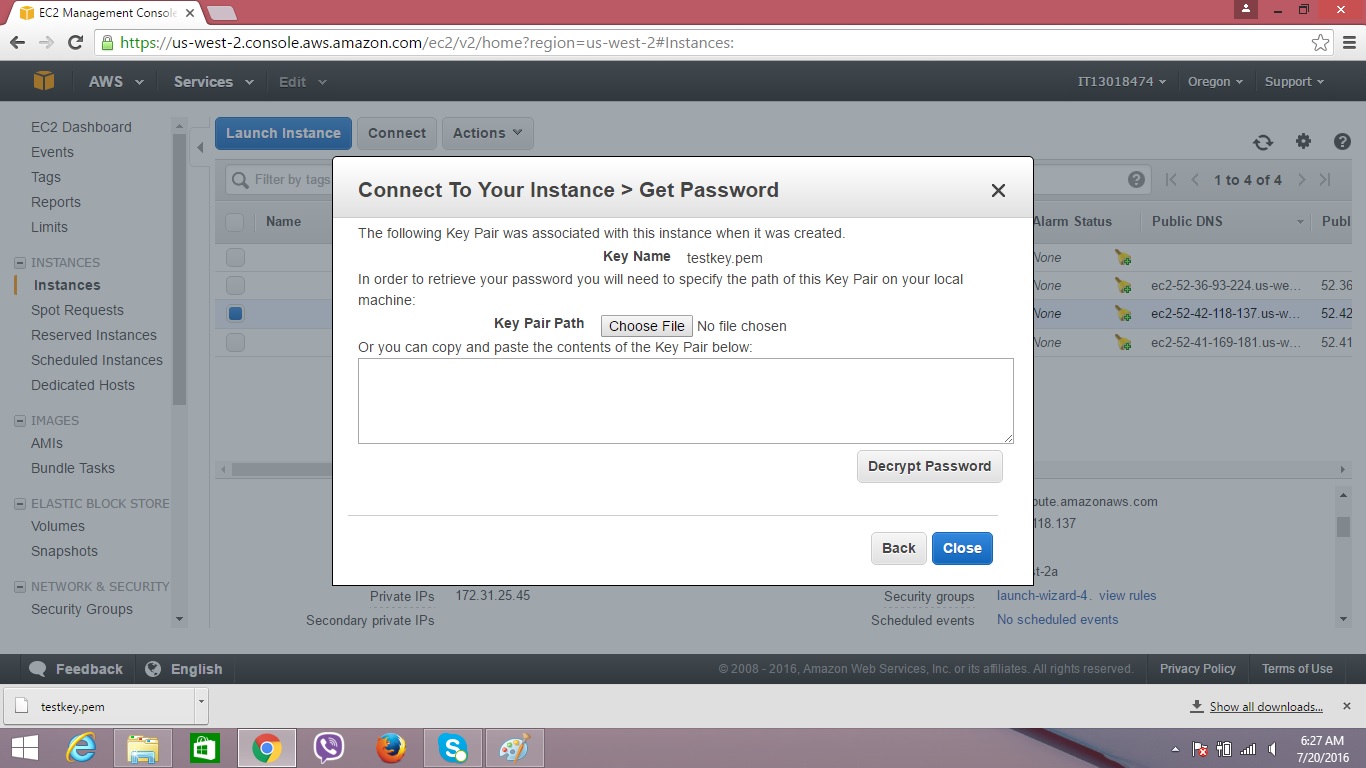 EC2 Management Console
https://us-west-2.console.aws.amazon.com/ec2/v2/home?region=us-west-2#Instances:
AWS Services Edit IT13018474 Oregon Support
EC2 Dashboard
Events
Tags
Reports
Limits
INSTANCES
Instances
Spot Requests
Reserved Instances
Scheduled Instances
Dedicated Hosts
IMAGES
AMIs
Bundle Tasks
ELASTIC BLOCK STORE
Volumes
Snapshots
NETWORK & SECURITY
Security Groups
Launch Instance Connect Actions
Filter by tags
1 to 4 of 4
Name Alarm Status Public DNS Publ
None
None ec2-52-36-93-224.us-we... 52.36
None ec2-52-42-118-137.us-w... 52.42
None ec2-52-41-169-181.us-w... 52.41
Connect To Your Instance > Get Password
The following Key Pair was associated with this instance when it was created.
Key Name testkey.pem
In order to retrieve your password you will need to specify the path of this Key Pair on your local
machine:
Key Pair Path Choose File No file chosen
Or you can copy and paste the contents of the Key Pair below:
Decrypt Password
Back Close
pute.amazonaws.com
118.137
st-2a
Private IPs 172.31.25.45 Security groups launch-wizard-4. view rules
Secondary private IPs Scheduled events No scheduled events
Feedback English © 2008 - 2016, Amazon Web Services, Inc. or its affiliates. All rights reserved. Privacy Policy Terms of Use
testkey.pem Show all downloads...
6:27 AM
7/20/2016